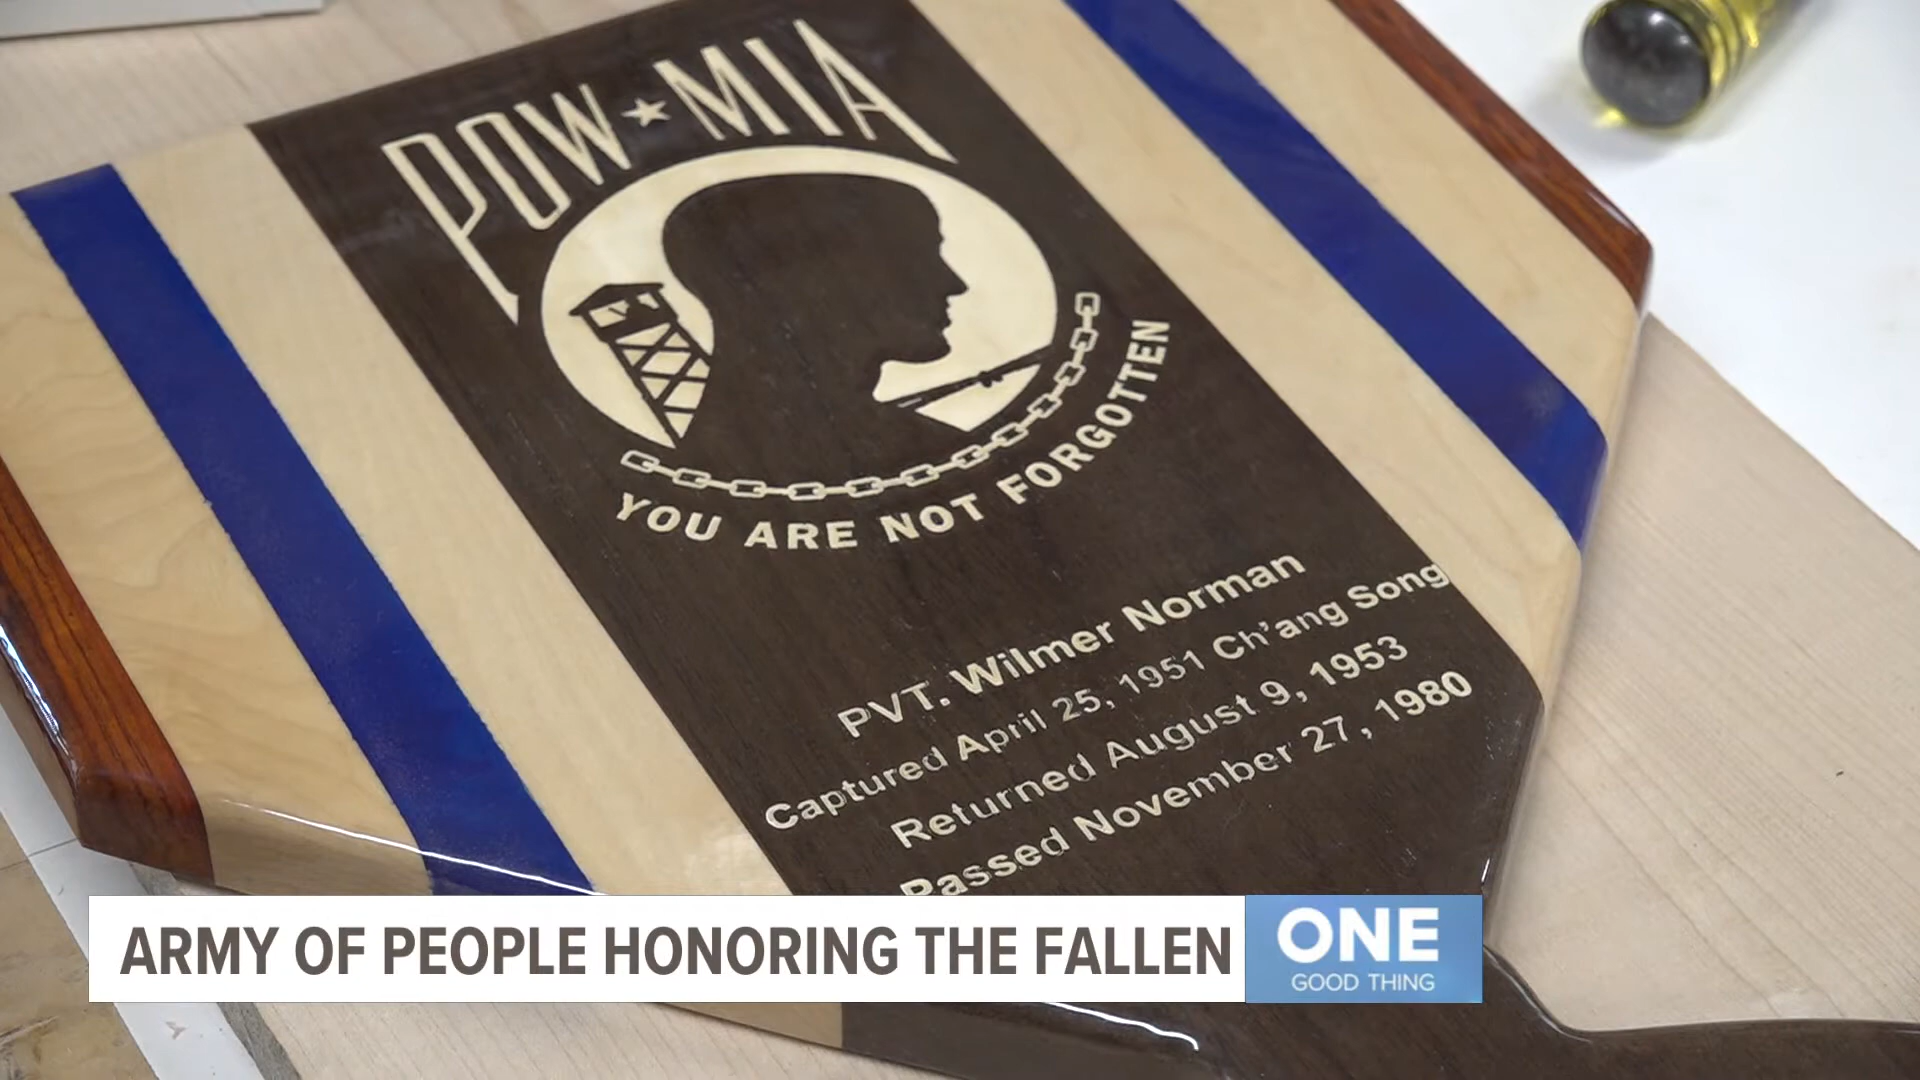 POW★MIA
YOU ARE NOT FORGOTTEN
PVT. Wilmer Norman
Captured April 25, 1951 Ch'ang Song
Returned August 9, 1953
Passed November 27, 1980
ARMY OF PEOPLE HONORING THE FALLEN
ONE
GOOD THING